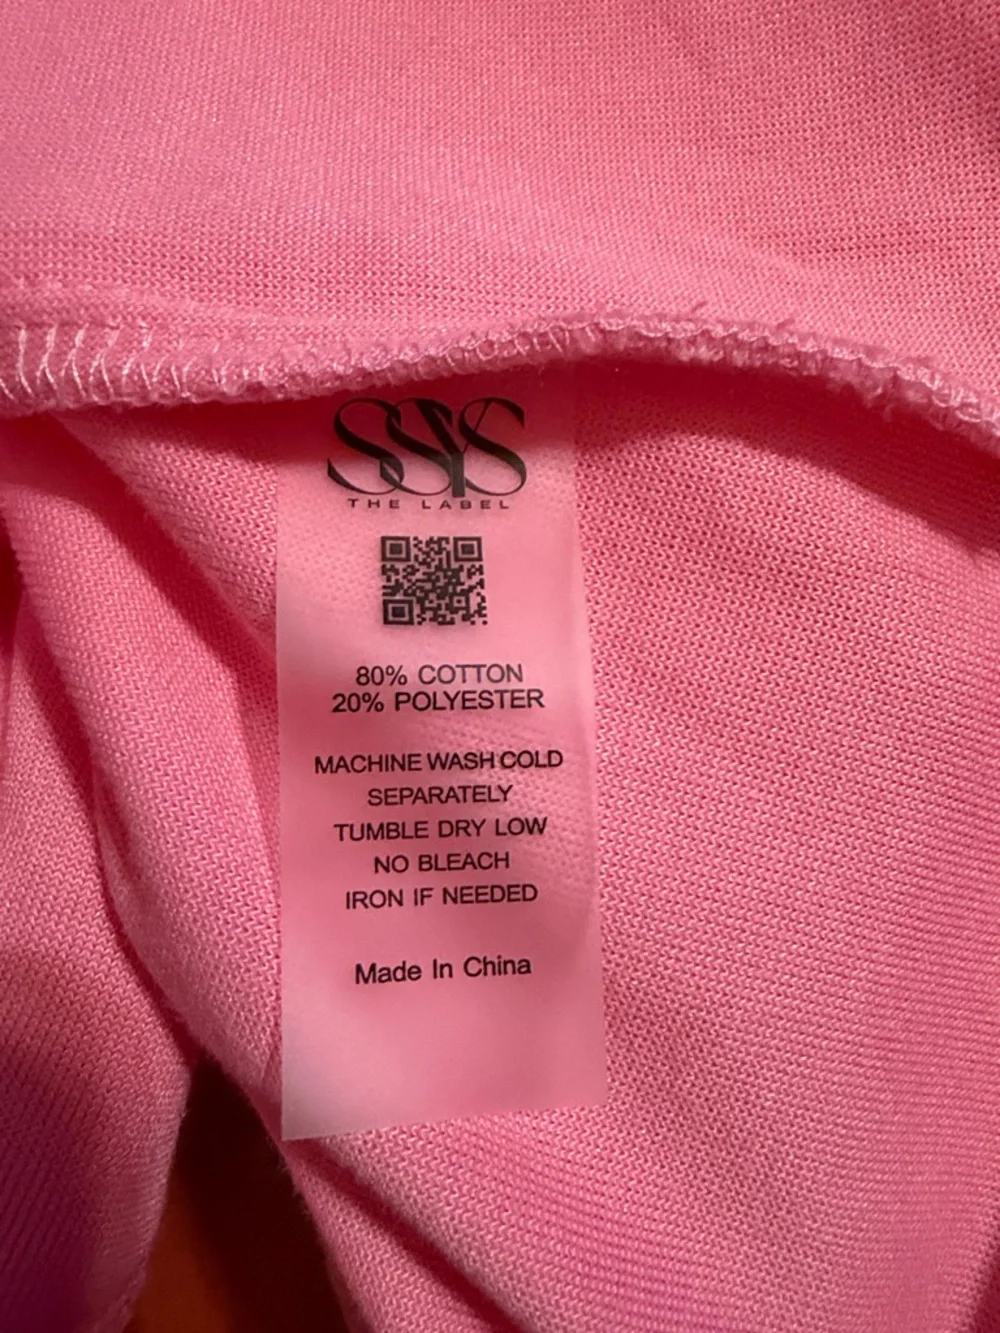 SSYS
THE LABEL
80% COTTON
20% POLYESTER
MACHINE WASH COLD
SEPARATELY
TUMBLE DRY LOW
NO BLEACH
IRON IF NEEDED
Made In China